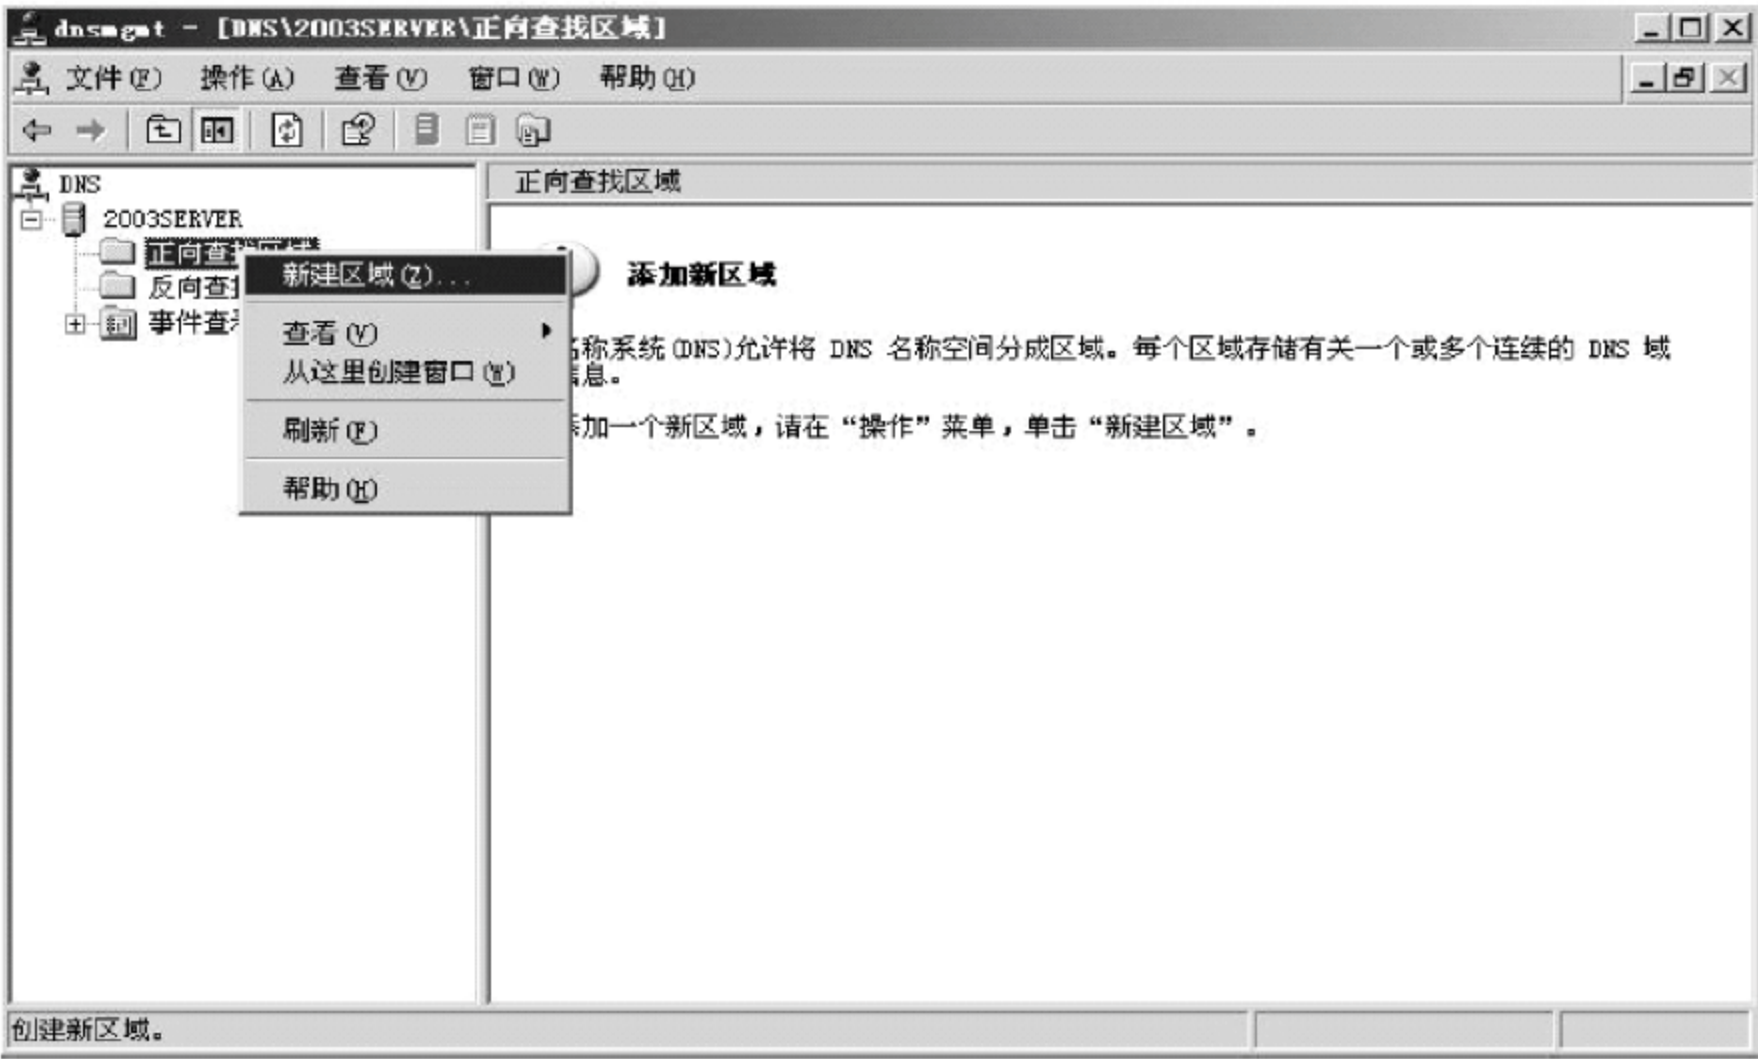 dnsmgmt - [DNS\2003SERVER\正向查找区域]
文件(F) 操作(A) 查看(V) 窗口(W) 帮助(H)
DNS
2003SERVER
正向查
反向查
事件查
正向查找区域
新建区域(Z)...
查看(V)
从这里创建窗口(W)
刷新(F)
帮助(H)
添加新区域
称系统(DNS)允许将 DNS 名称空间分成区域。每个区域存储有关一个或多个连续的 DNS 域
息。
加一个新区域，请在“操作”菜单，单击“新建区域”。
创建新区域。